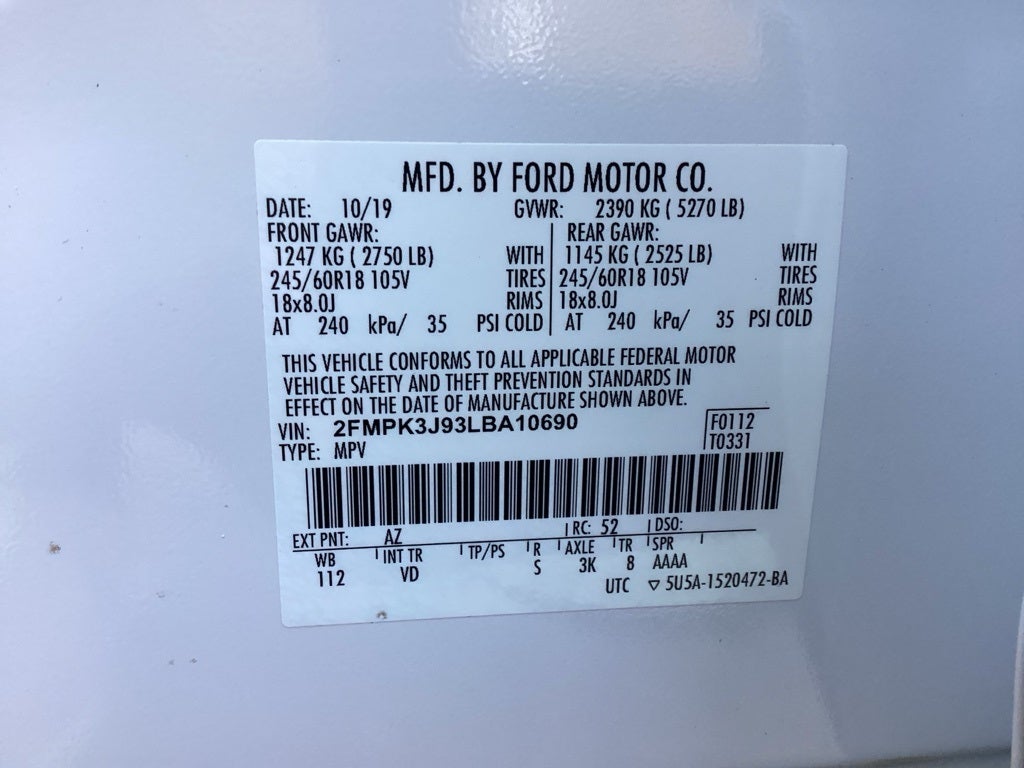 MFD. BY FORD MOTOR CO.
DATE: 10/19 GVWR: 2390 KG ( 5270 LB)
FRONT GAWR: REAR GAWR:
1247 KG ( 2750 LB) WITH 1145 KG ( 2525 LB) WITH
245/60R18 105V TIRES 245/60R18 105V TIRES
18x8.0J RIMS 18x8.0J RIMS
AT 240 kPa/ 35 PSI COLD AT 240 kPa/ 35 PSI COLD
THIS VEHICLE CONFORMS TO ALL APPLICABLE FEDERAL MOTOR
VEHICLE SAFETY AND THEFT PREVENTION STANDARDS IN
EFFECT ON THE DATE OF MANUFACTURE SHOWN ABOVE.
VIN: 2FMPK3J93LBA10690 F0112
TYPE: MPV T0331
EXT PNT: AZ RC: 52 DSO:
WB INT TR TP/PS R AXLE TR SPR
112 VD S 3K 8 AAAA
UTC ▽ 5U5A-1520472-BA